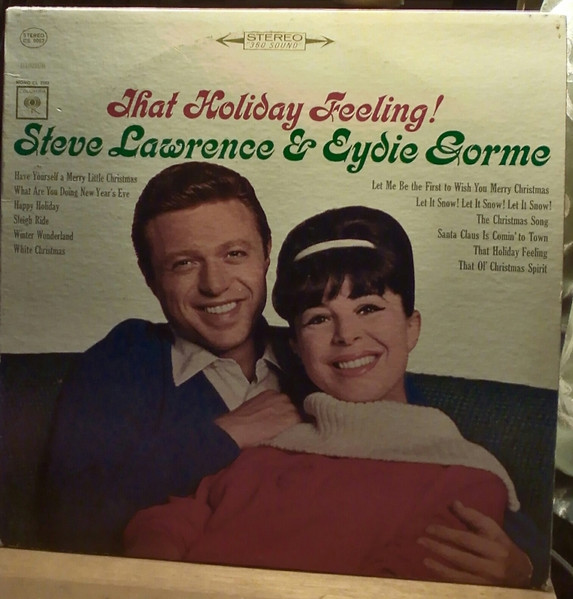 STEREO
STEREO
360 SOUND
COLUMBIA
That Holiday Feeling!
Steve Lawrence & Eydie Gorme
Have Yourself a Merry Little Christmas
What Are You Doing New Year's Eve
Happy Holiday
Sleigh Ride
Winter Wonderland
White Christmas
Let Me Be the First to Wish You Merry Christmas
Let It Snow! Let It Snow! Let It Snow!
The Christmas Song
Santa Claus Is Comin' to Town
That Holiday Feeling
That Ol' Christmas Spirit